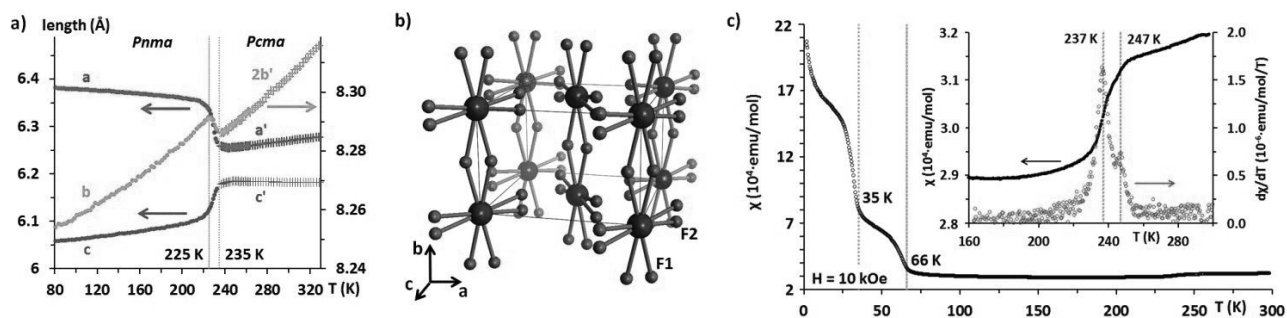 a)
length (Å)
Pnma
Pcma
6.4
6.3
6.2
6.1
6
a
b
c
2b'
a'
c'
8.30
8.28
8.26
8.24
225 K
235 K
80
120
160
200
240
280
320
T (K)
b)
F2
F1
b
c
a
c)
χ (10⁴·emu/mol)
22
17
12
7
2
35 K
66 K
H = 10 kOe
0
50
100
150
200
250
300
T (K)
χ (10⁴·emu/mol)
3.2
3.1
3.0
2.9
2.8
237 K
247 K
2.0
1.5
1.0
0.5
0.0
dχ/dT (10⁻⁶·emu/mol/T)
160
200
240
280
T (K)